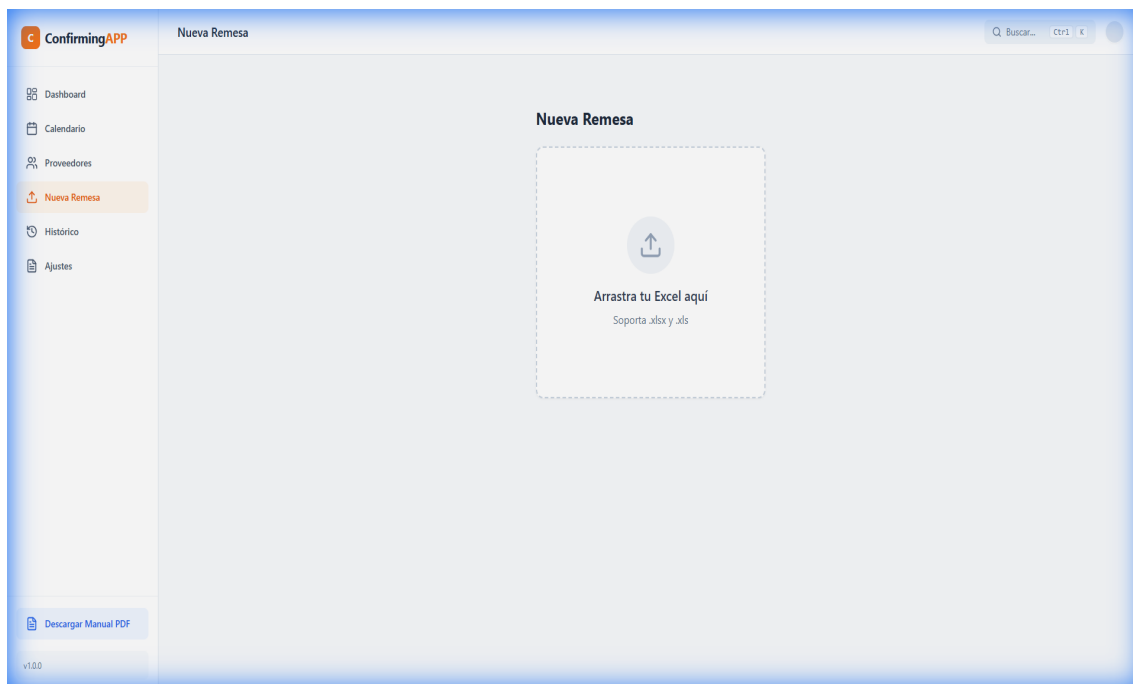 C ConfirmingAPP
Nueva Remesa
Buscar... Ctrl K
Dashboard
Calendario
Proveedores
Nueva Remesa
Histórico
Ajustes
Nueva Remesa
Arrastra tu Excel aquí
Soporta .xlsx y .xls
Descargar Manual PDF
v1.0.0